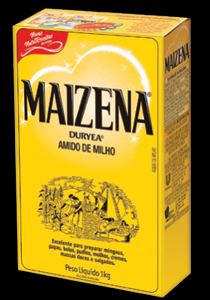 MAIZENA®
DURYEA®
AMIDO DE MILHO
Excelente para preparar mingaus,
papas, bolos, pudins, molhos, cremes,
massas doces e salgados.
Peso Líquido 1kg